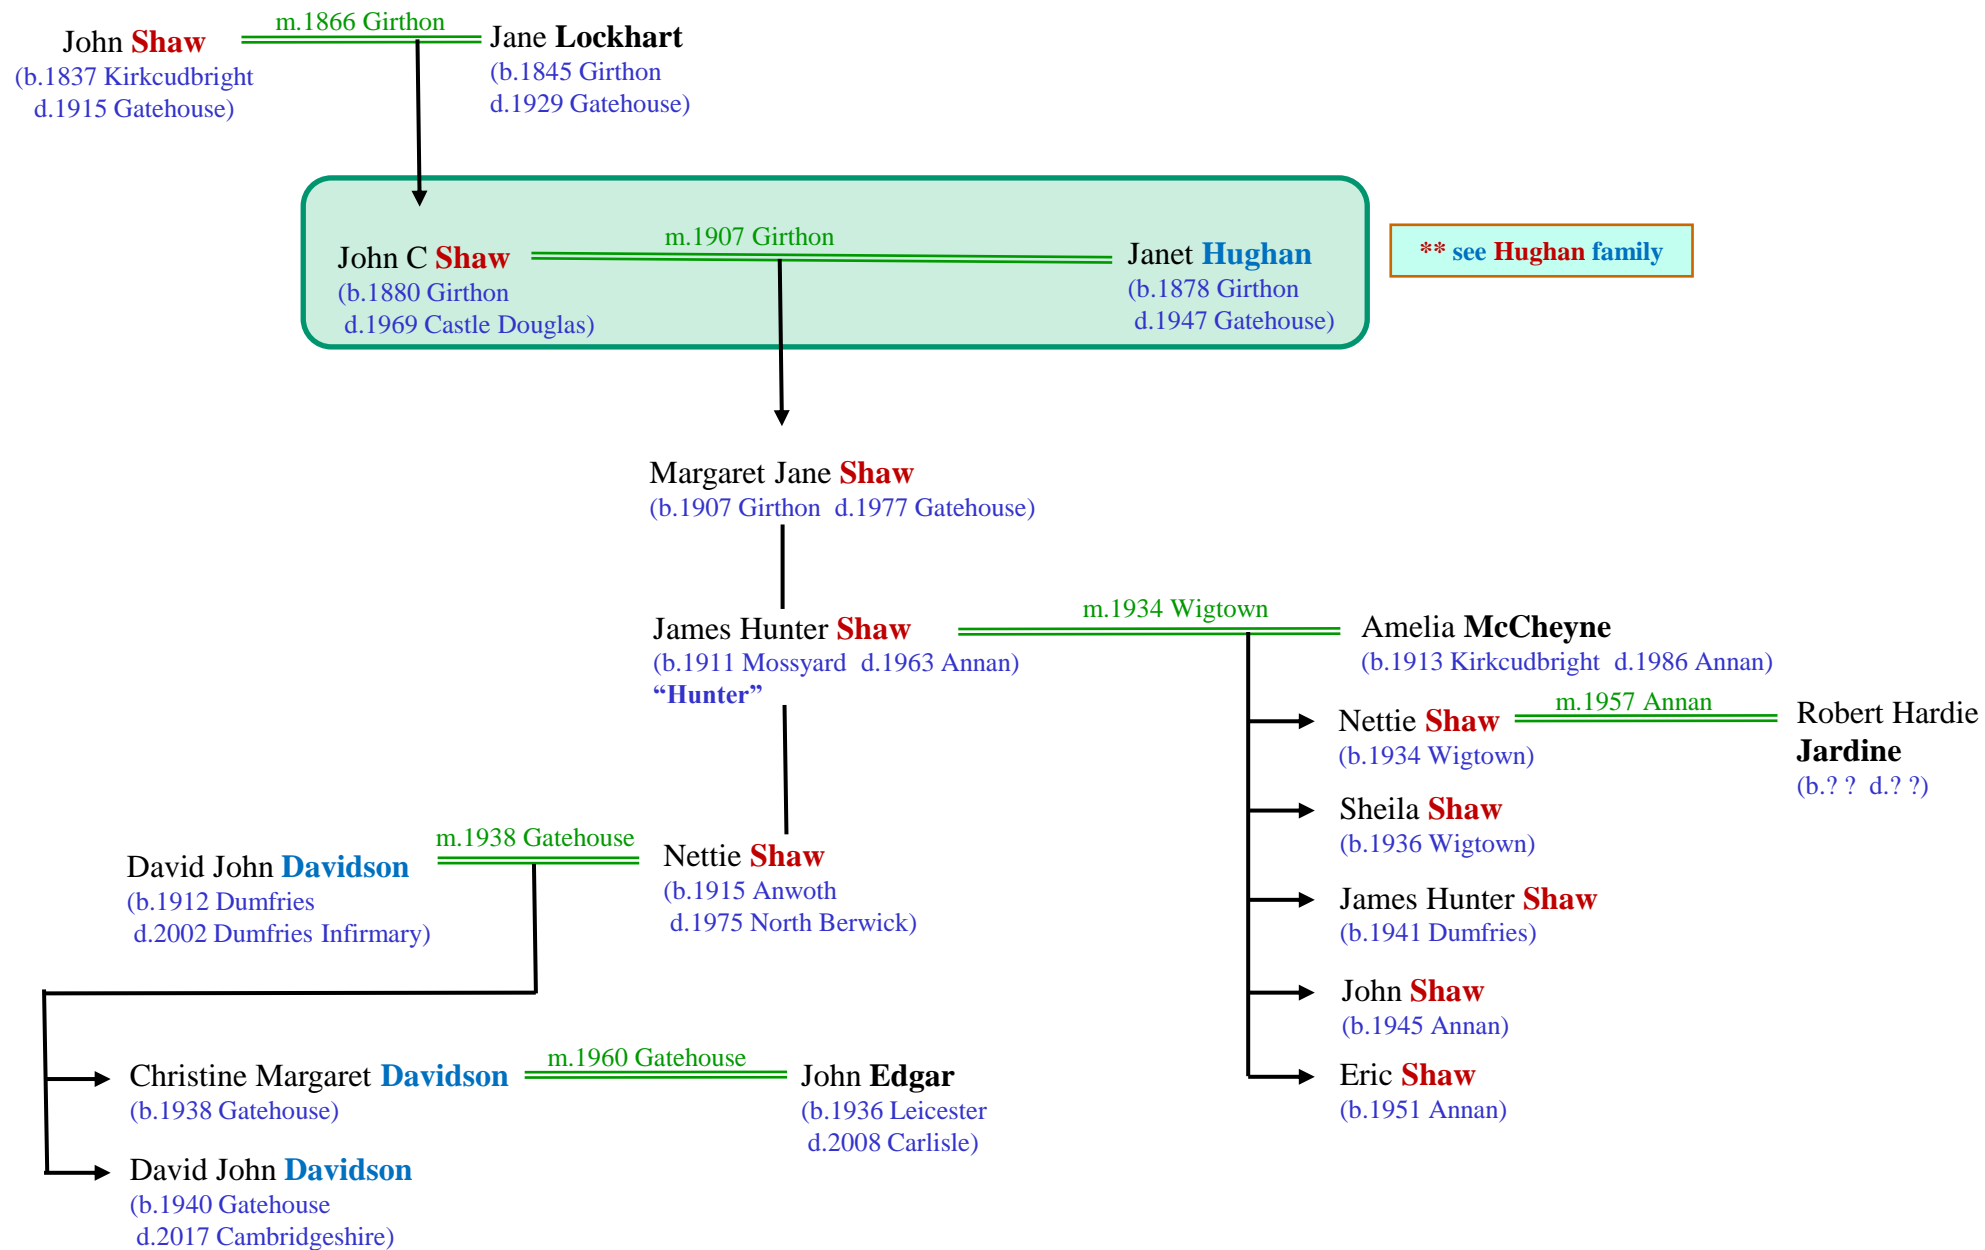 m.1866 Girthon
John Shaw
(b.1837 Kirkcudbright
d.1915 Gatehouse)
Jane Lockhart
(b.1845 Girthon
d.1929 Gatehouse)
m.1907 Girthon
John C Shaw
(b.1880 Girthon
d.1969 Castle Douglas)
Janet Hughan
(b.1878 Girthon
d.1947 Gatehouse)
** see Hughan family
Margaret Jane Shaw
(b.1907 Girthon d.1977 Gatehouse)
James Hunter Shaw
(b.1911 Mossyard d.1963 Annan)
“Hunter”
m.1934 Wigtown
Amelia McCheyne
(b.1913 Kirkcudbright d.1986 Annan)
Nettie Shaw
(b.1934 Wigtown)
m.1957 Annan
Robert Hardie
Jardine
(b.? ? d.? ?)
Sheila Shaw
(b.1936 Wigtown)
James Hunter Shaw
(b.1941 Dumfries)
John Shaw
(b.1945 Annan)
Eric Shaw
(b.1951 Annan)
m.1938 Gatehouse
David John Davidson
(b.1912 Dumfries
d.2002 Dumfries Infirmary)
Nettie Shaw
(b.1915 Anwoth
d.1975 North Berwick)
Christine Margaret Davidson
(b.1938 Gatehouse)
m.1960 Gatehouse
John Edgar
(b.1936 Leicester
d.2008 Carlisle)
David John Davidson
(b.1940 Gatehouse
d.2017 Cambridgeshire)